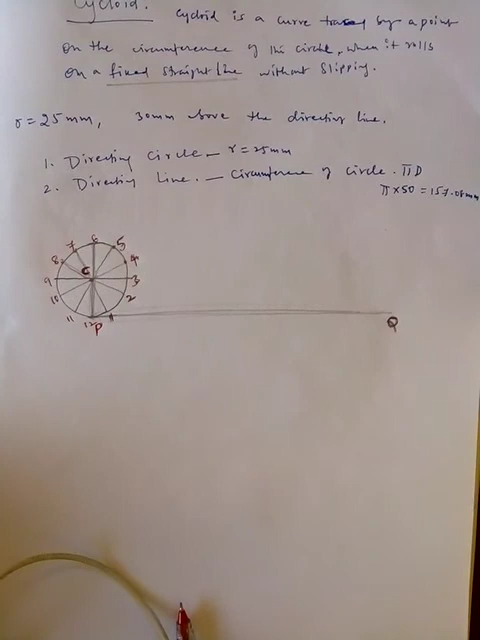 Cycloid.
Cycloid is a curve traced by a point
on the circumference of the circle, when it rolls
on a fixed straight line without slipping.
r = 25mm, 30mm above the directing line.
1. Directing Circle — r = 25mm
2. Directing Line. — Circumference of circle. ΠD
Π × 50 = 157.08mm
6
7 5
8 4
C
9 3
10 2
11 1
12 P
Q